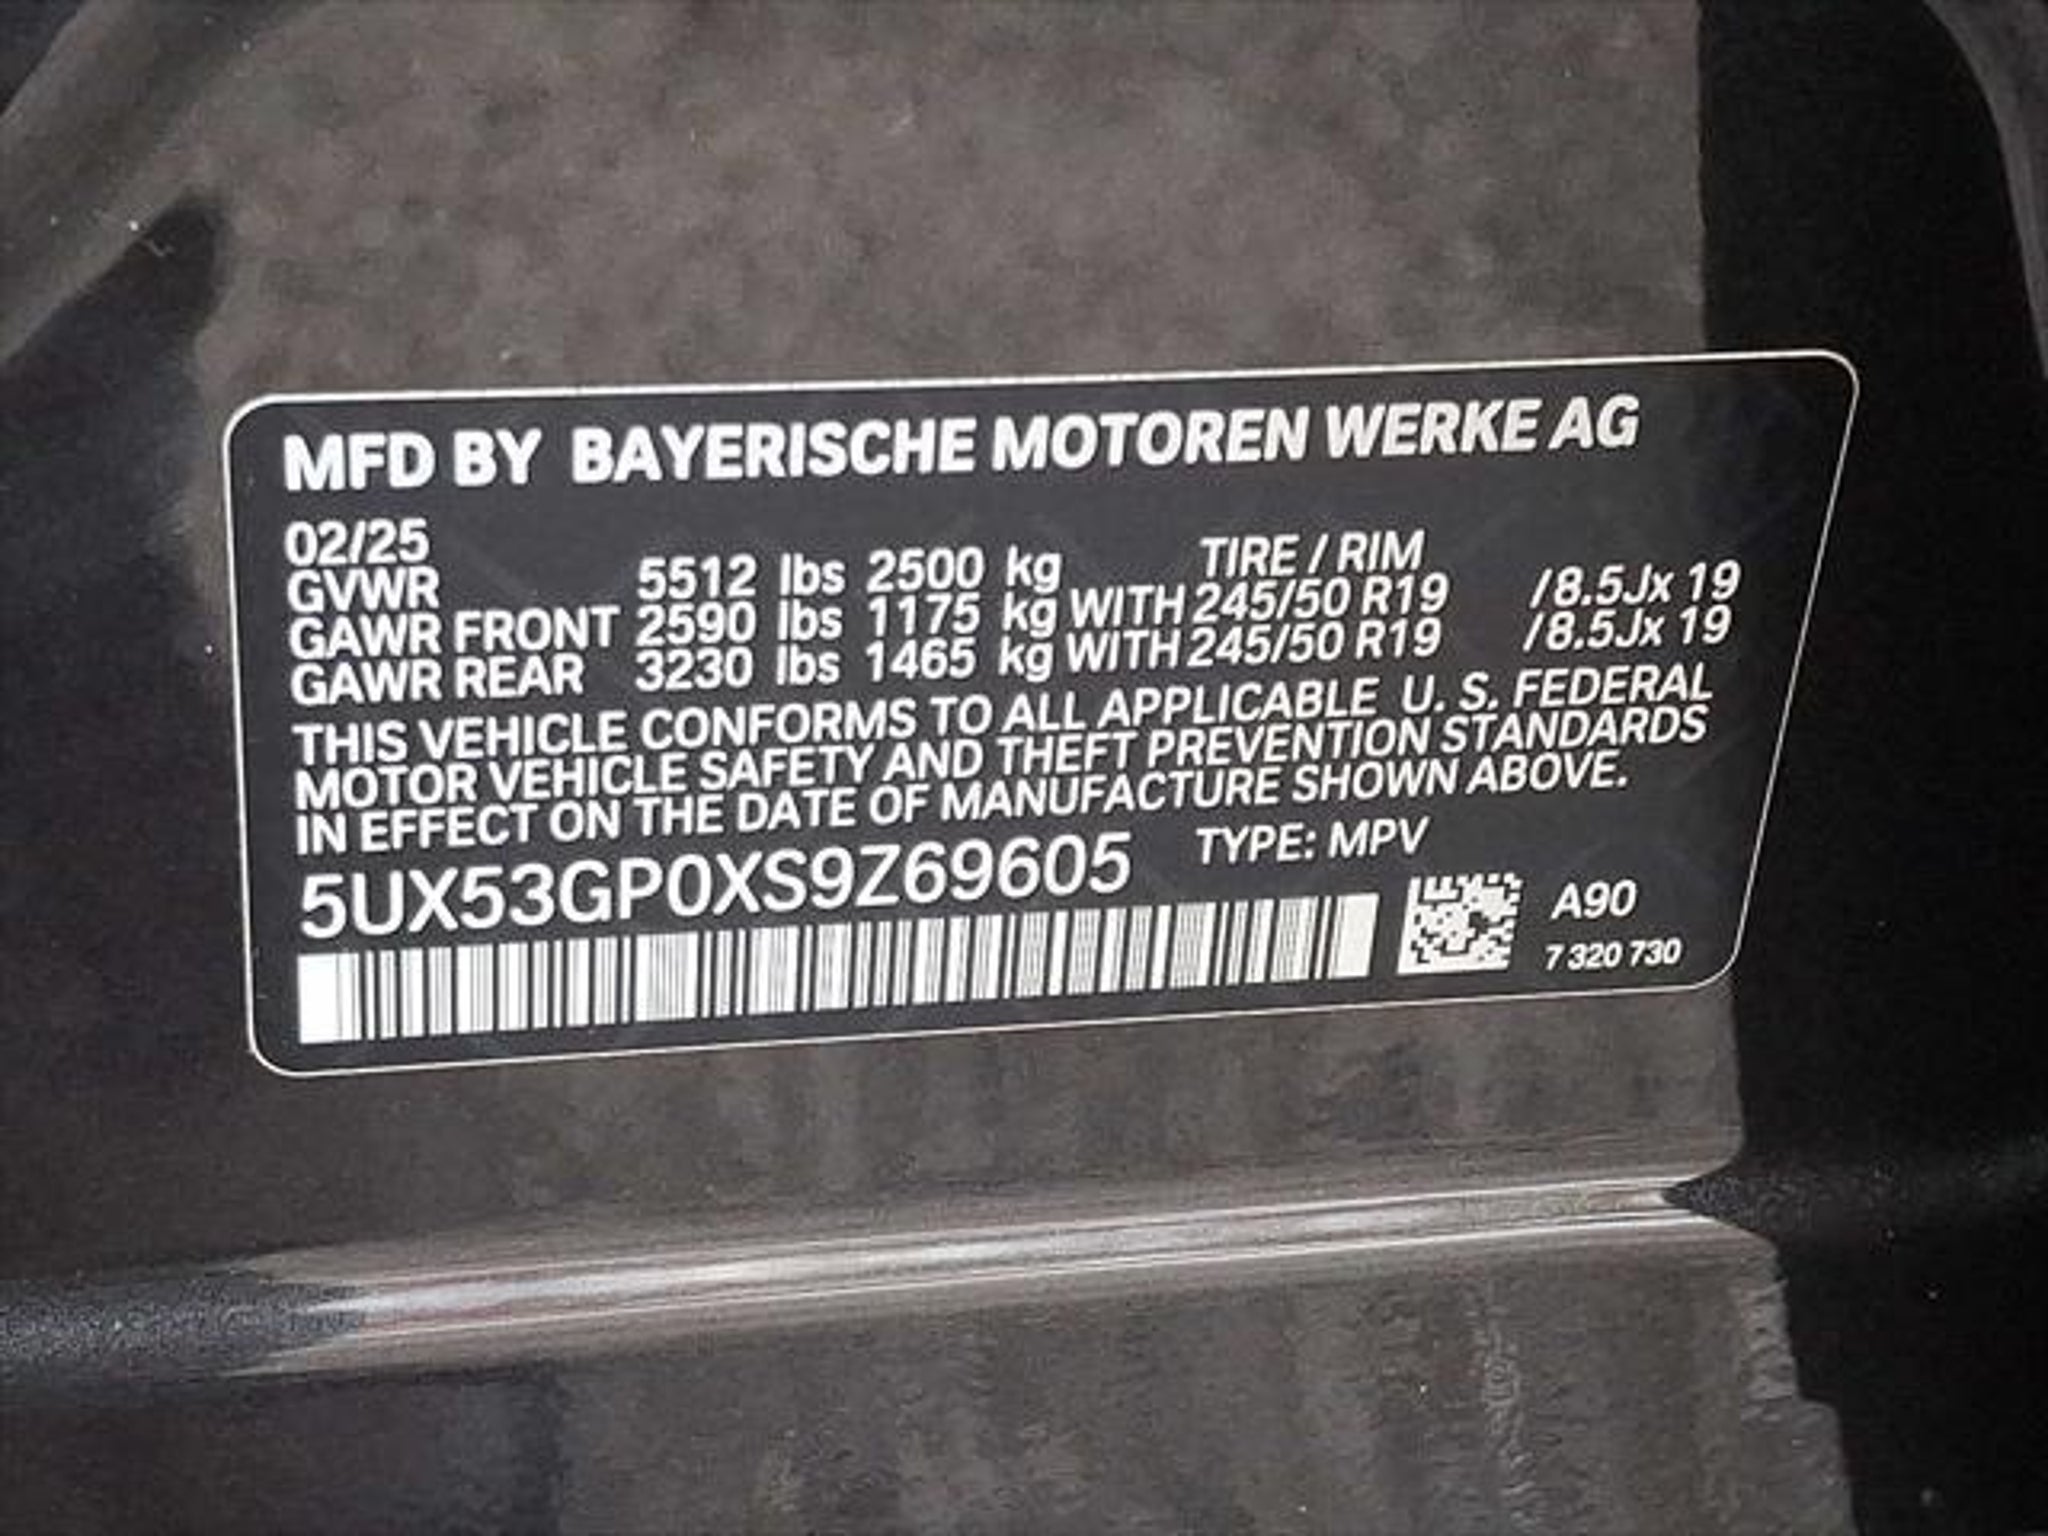 MFD BY BAYERISCHE MOTOREN WERKE AG
02/25 TIRE / RIM
GVWR 5512 lbs 2500 kg
GAWR FRONT 2590 lbs 1175 kg WITH 245/50 R19 /8.5Jx 19
GAWR REAR 3230 lbs 1465 kg WITH 245/50 R19 /8.5Jx 19
THIS VEHICLE CONFORMS TO ALL APPLICABLE U. S. FEDERAL
MOTOR VEHICLE SAFETY AND THEFT PREVENTION STANDARDS
IN EFFECT ON THE DATE OF MANUFACTURE SHOWN ABOVE.
5UX53GP0XS9Z69605 TYPE: MPV
A90
7 320 730